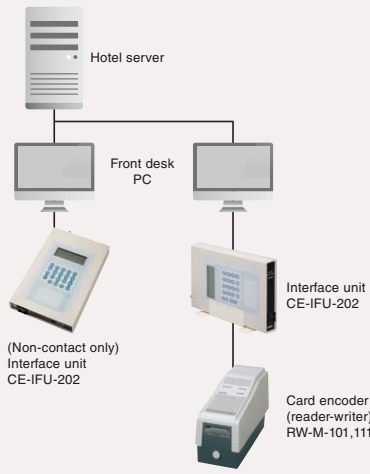 Hotel server
Front desk
PC
Interface unit
CE-IFU-202
(Non-contact only)
Interface unit
CE-IFU-202
Card encoder
(reader-writer)
RW-M-101,111